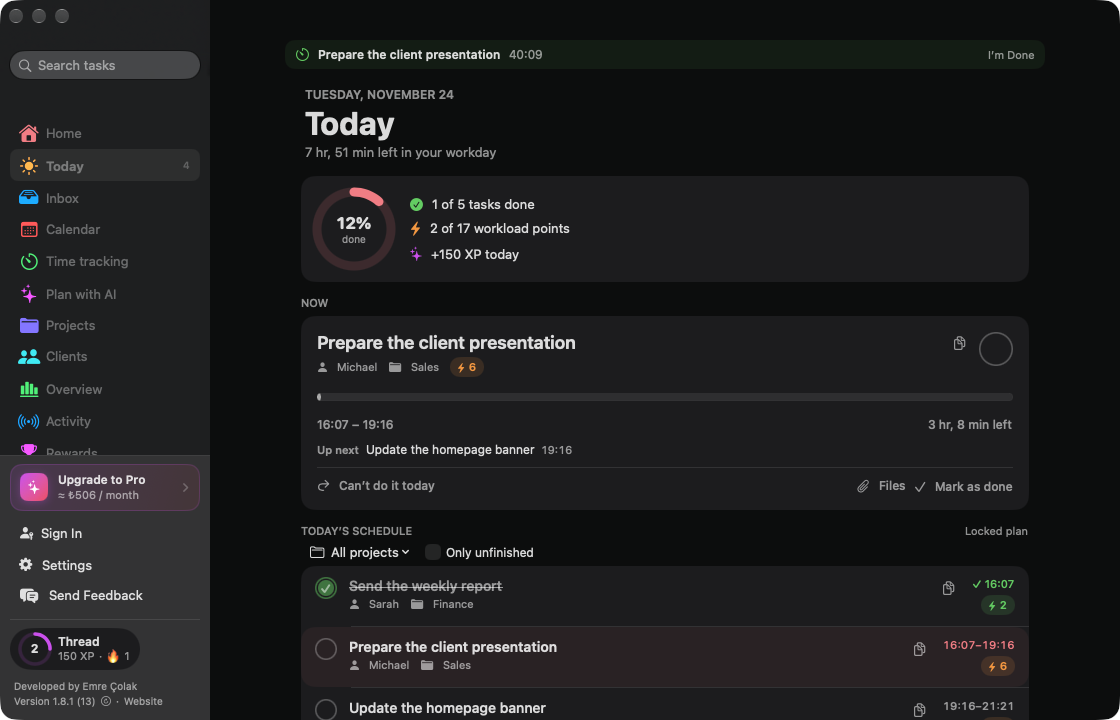 Search tasks
Home
Today 4
Inbox
Calendar
Time tracking
Plan with AI
Projects
Clients
Overview
Activity
Rewards
Upgrade to Pro
≈ ₺506 / month
Sign In
Settings
Send Feedback
2 Thread
150 XP · 🔥 1
Developed by Emre Çolak
Version 1.8.1 (13) © · Website
Prepare the client presentation 40:09 I'm Done
TUESDAY, NOVEMBER 24
Today
7 hr, 51 min left in your workday
12%
done
1 of 5 tasks done
2 of 17 workload points
+150 XP today
NOW
Prepare the client presentation
Michael Sales 6
16:07 – 19:16 3 hr, 8 min left
Up next Update the homepage banner 19:16
Can't do it today Files Mark as done
TODAY'S SCHEDULE Locked plan
All projects Only unfinished
Send the weekly report 16:07
Sarah Finance 2
Prepare the client presentation 16:07–19:16
Michael Sales 6
Update the homepage banner 19:16–21:21